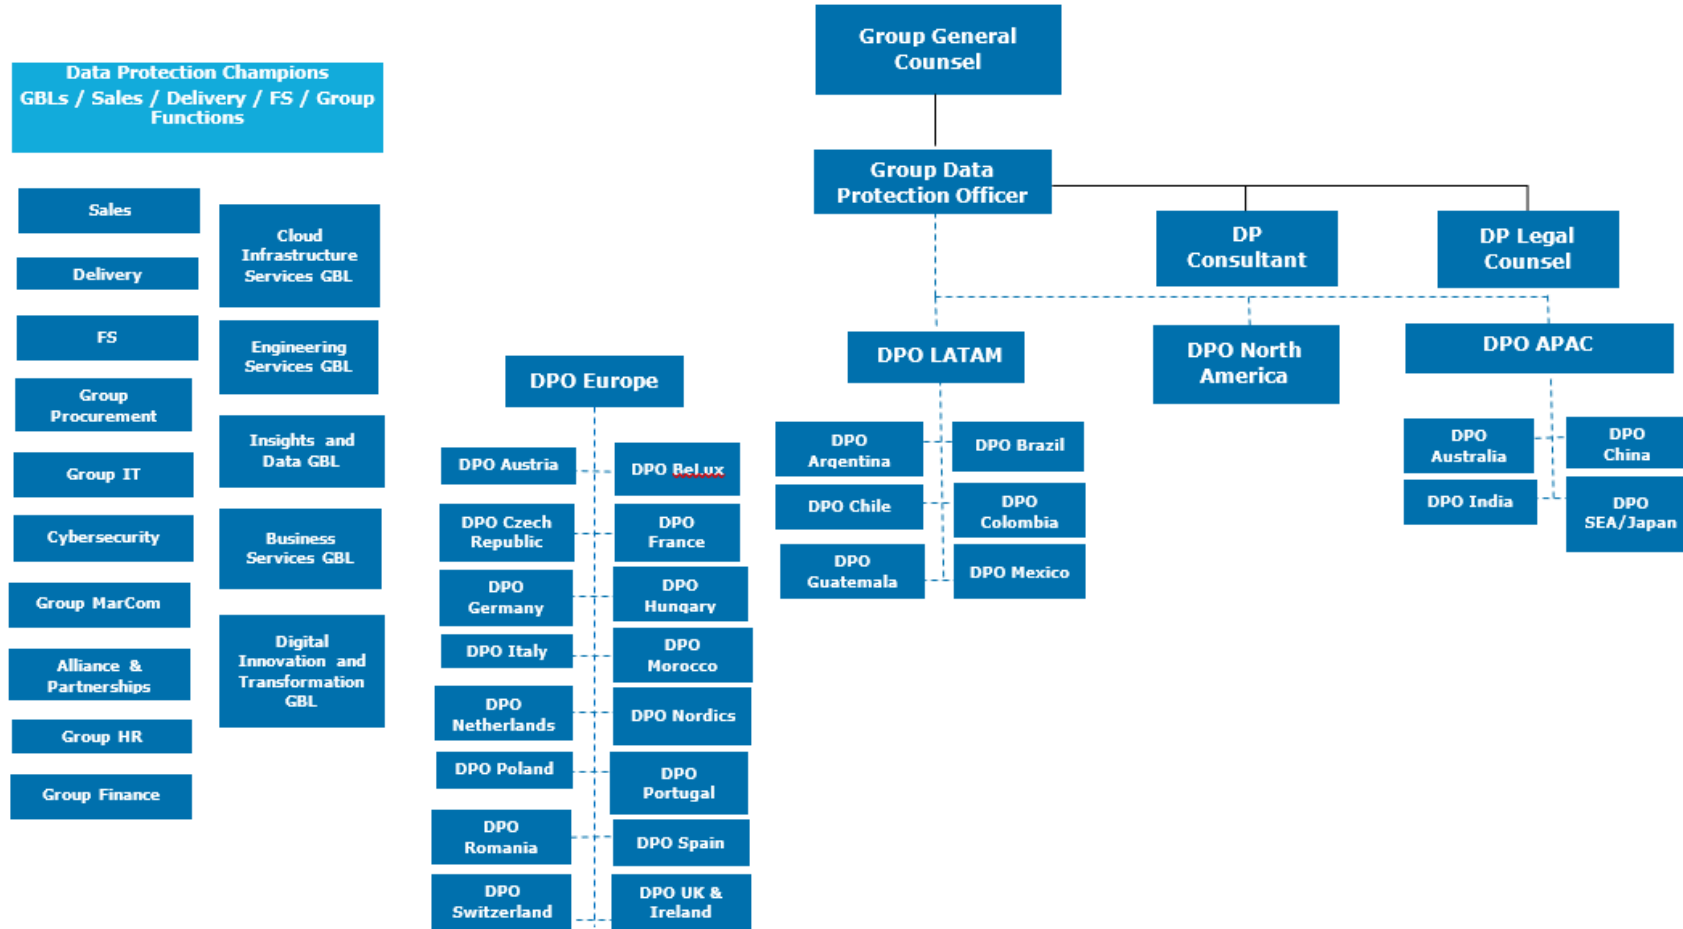 Group General
Counsel
Data Protection Champions
GBLs / Sales / Delivery / FS / Group
Functions
Group Data
Protection Officer
DP
Consultant
DP Legal
Counsel
Sales
Delivery
FS
Group
Procurement
Group IT
Cybersecurity
Group MarCom
Alliance &
Partnerships
Group HR
Group Finance
Cloud
Infrastructure
Services GBL
Engineering
Services GBL
Insights and
Data GBL
Business
Services GBL
Digital
Innovation and
Transformation
GBL
DPO Europe
DPO Austria
DPO BeLux
DPO Czech
Republic
DPO
France
DPO
Germany
DPO
Hungary
DPO Italy
DPO
Morocco
DPO
Netherlands
DPO Nordics
DPO Poland
DPO
Portugal
DPO
Romania
DPO Spain
DPO
Switzerland
DPO UK &
Ireland
DPO LATAM
DPO
Argentina
DPO Brazil
DPO Chile
DPO
Colombia
DPO
Guatemala
DPO Mexico
DPO North
America
DPO APAC
DPO
Australia
DPO
China
DPO India
DPO
SEA/Japan